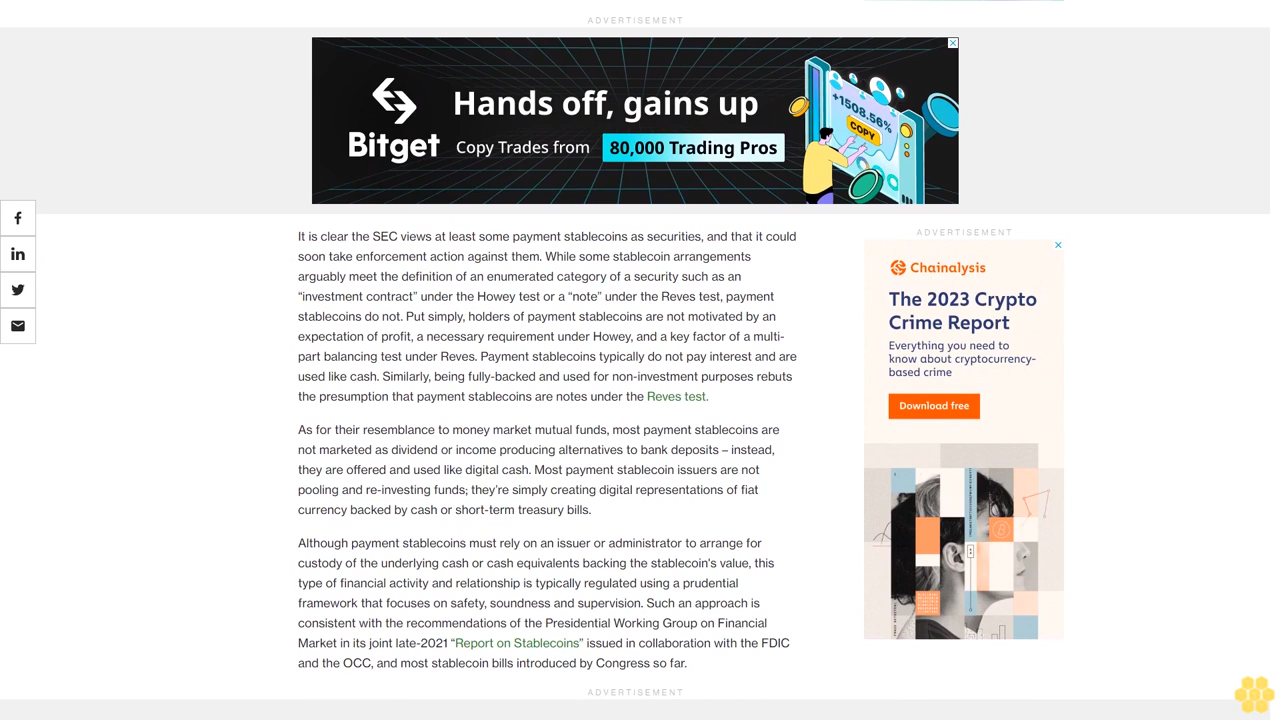 ADVERTISEMENT
Bitget
Hands off, gains up
Copy Trades from 80,000 Trading Pros
+1508.56%
COPY
It is clear the SEC views at least some payment stablecoins as securities, and that it could
soon take enforcement action against them. While some stablecoin arrangements
arguably meet the definition of an enumerated category of a security such as an
“investment contract” under the Howey test or a “note” under the Reves test, payment
stablecoins do not. Put simply, holders of payment stablecoins are not motivated by an
expectation of profit, a necessary requirement under Howey, and a key factor of a multi-
part balancing test under Reves. Payment stablecoins typically do not pay interest and are
used like cash. Similarly, being fully-backed and used for non-investment purposes rebuts
the presumption that payment stablecoins are notes under the Reves test.
As for their resemblance to money market mutual funds, most payment stablecoins are
not marketed as dividend or income producing alternatives to bank deposits – instead,
they are offered and used like digital cash. Most payment stablecoin issuers are not
pooling and re-investing funds; they’re simply creating digital representations of fiat
currency backed by cash or short-term treasury bills.
Although payment stablecoins must rely on an issuer or administrator to arrange for
custody of the underlying cash or cash equivalents backing the stablecoin’s value, this
type of financial activity and relationship is typically regulated using a prudential
framework that focuses on safety, soundness and supervision. Such an approach is
consistent with the recommendations of the Presidential Working Group on Financial
Market in its joint late-2021 “Report on Stablecoins” issued in collaboration with the FDIC
and the OCC, and most stablecoin bills introduced by Congress so far.
ADVERTISEMENT
Chainalysis
The 2023 Crypto
Crime Report
Everything you need to
know about cryptocurrency-
based crime
Download free
ADVERTISEMENT